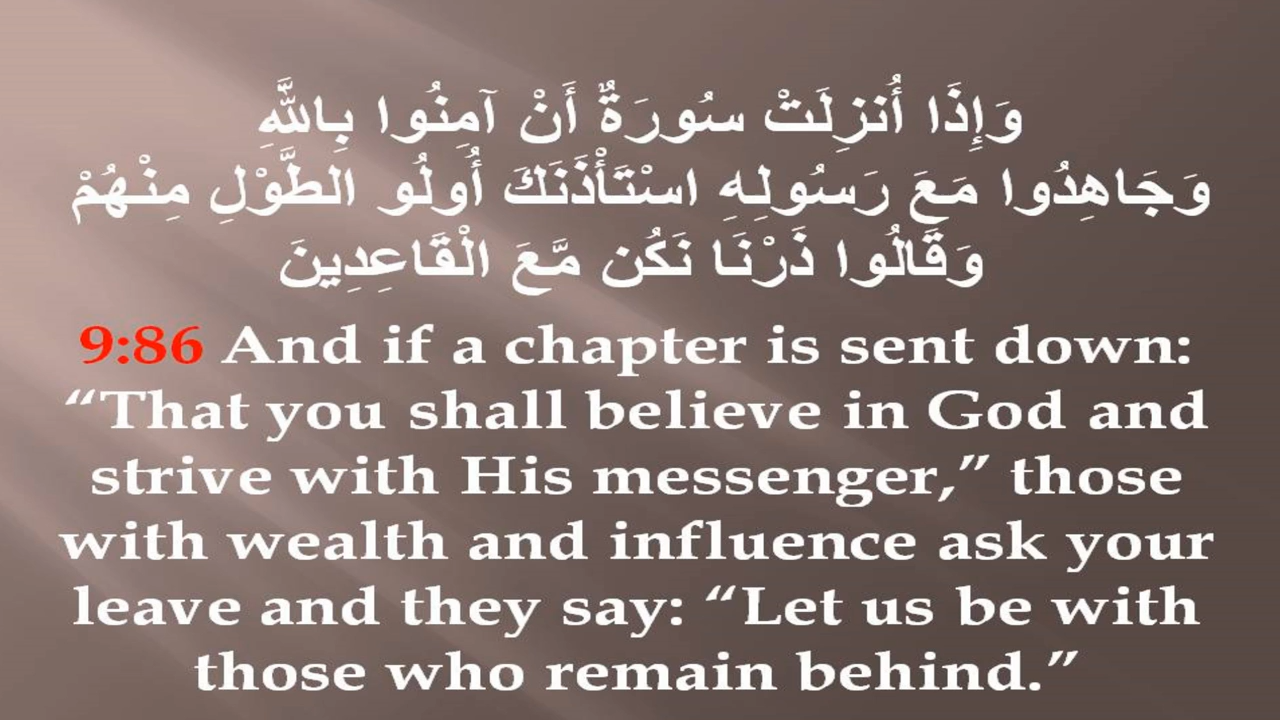 وَإِذَا أُنزِلَتْ سُورَةٌ أَنْ آمِنُوا بِاللَّهِ
وَجَاهِدُوا مَعَ رَسُولِهِ اسْتَأْذَنَكَ أُولُو الطَّوْلِ مِنْهُمْ
وَقَالُوا ذَرْنَا نَكُن مَّعَ الْقَاعِدِينَ
9:86 And if a chapter is sent down:
“That you shall believe in God and
strive with His messenger,” those
with wealth and influence ask your
leave and they say: “Let us be with
those who remain behind.”